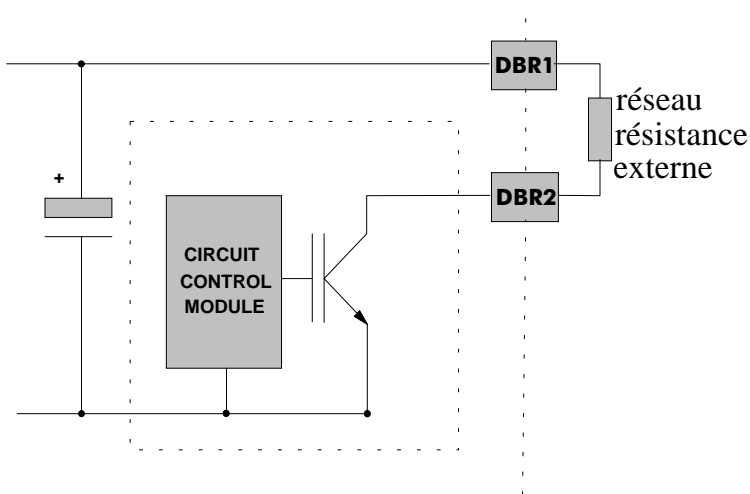 DBR1
réseau
résistance
externe
+
DBR2
CIRCUIT
CONTROL
MODULE